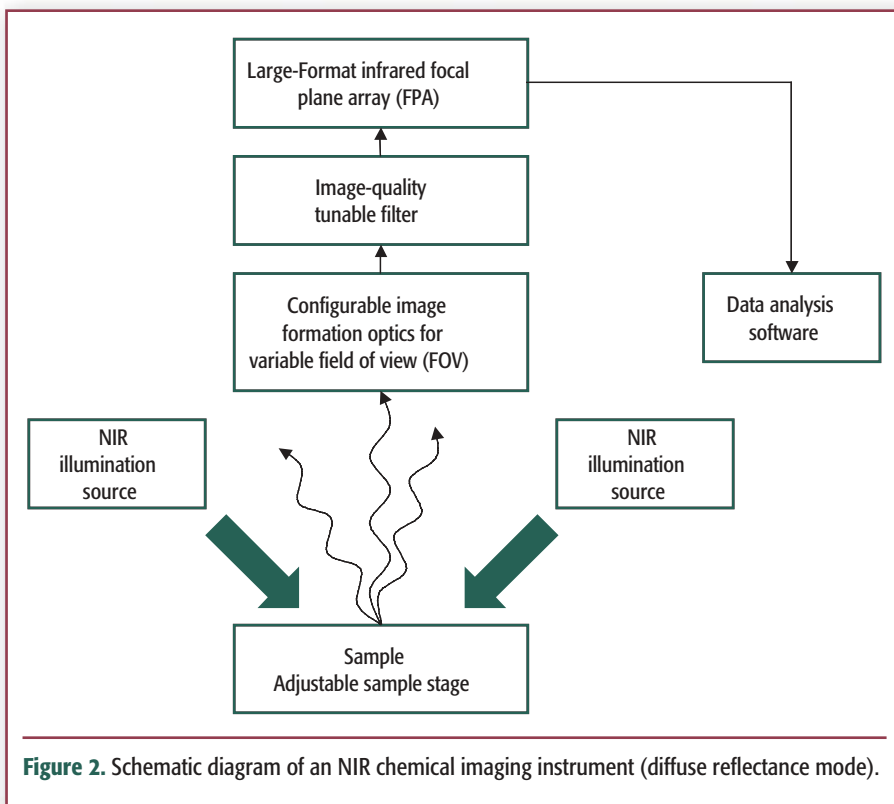 Large-Format infrared focal
plane array (FPA)
Image-quality
tunable filter
Configurable image
formation optics for
variable field of view (FOV)
Data analysis
software
NIR
illumination
source
NIR
illumination
source
Sample
Adjustable sample stage
Figure 2. Schematic diagram of an NIR chemical imaging instrument (diffuse reflectance mode).